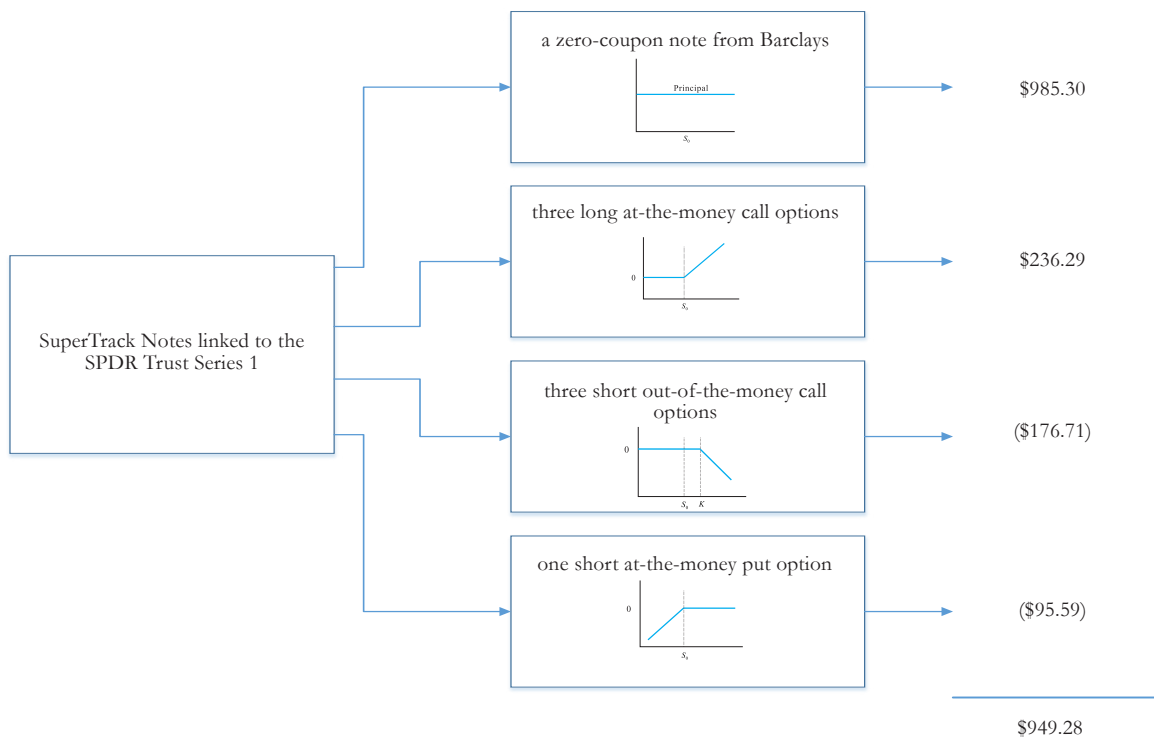 a zero-coupon note from Barclays
Principal
S₀
$985.30
three long at-the-money call options
0
S₀
$236.29
SuperTrack Notes linked to the
SPDR Trust Series 1
three short out-of-the-money call
options
0
S₀ K
($176.71)
one short at-the-money put option
0
S₀
($95.59)
$949.28